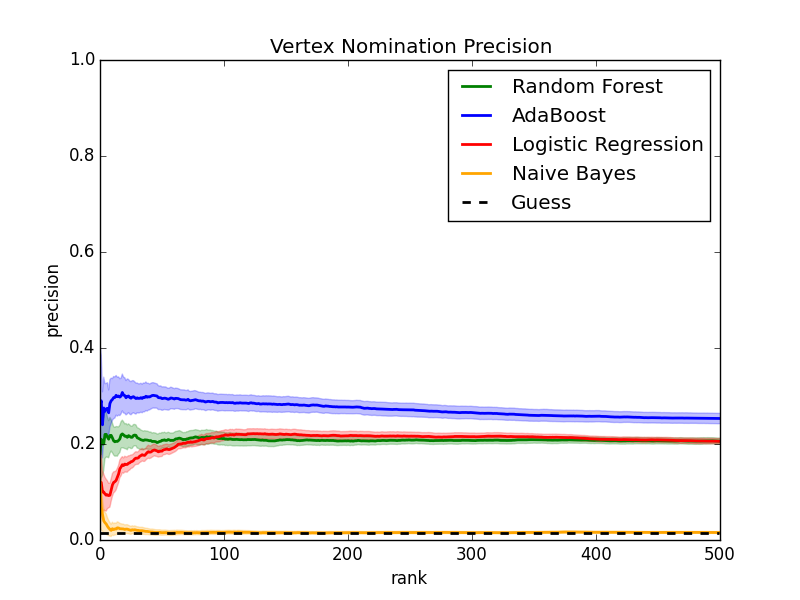 Vertex Nomination Precision
1.0
0.8
0.6
0.4
0.2
0.0
precision
Random Forest
AdaBoost
Logistic Regression
Naive Bayes
Guess
0
100
200
300
400
500
rank